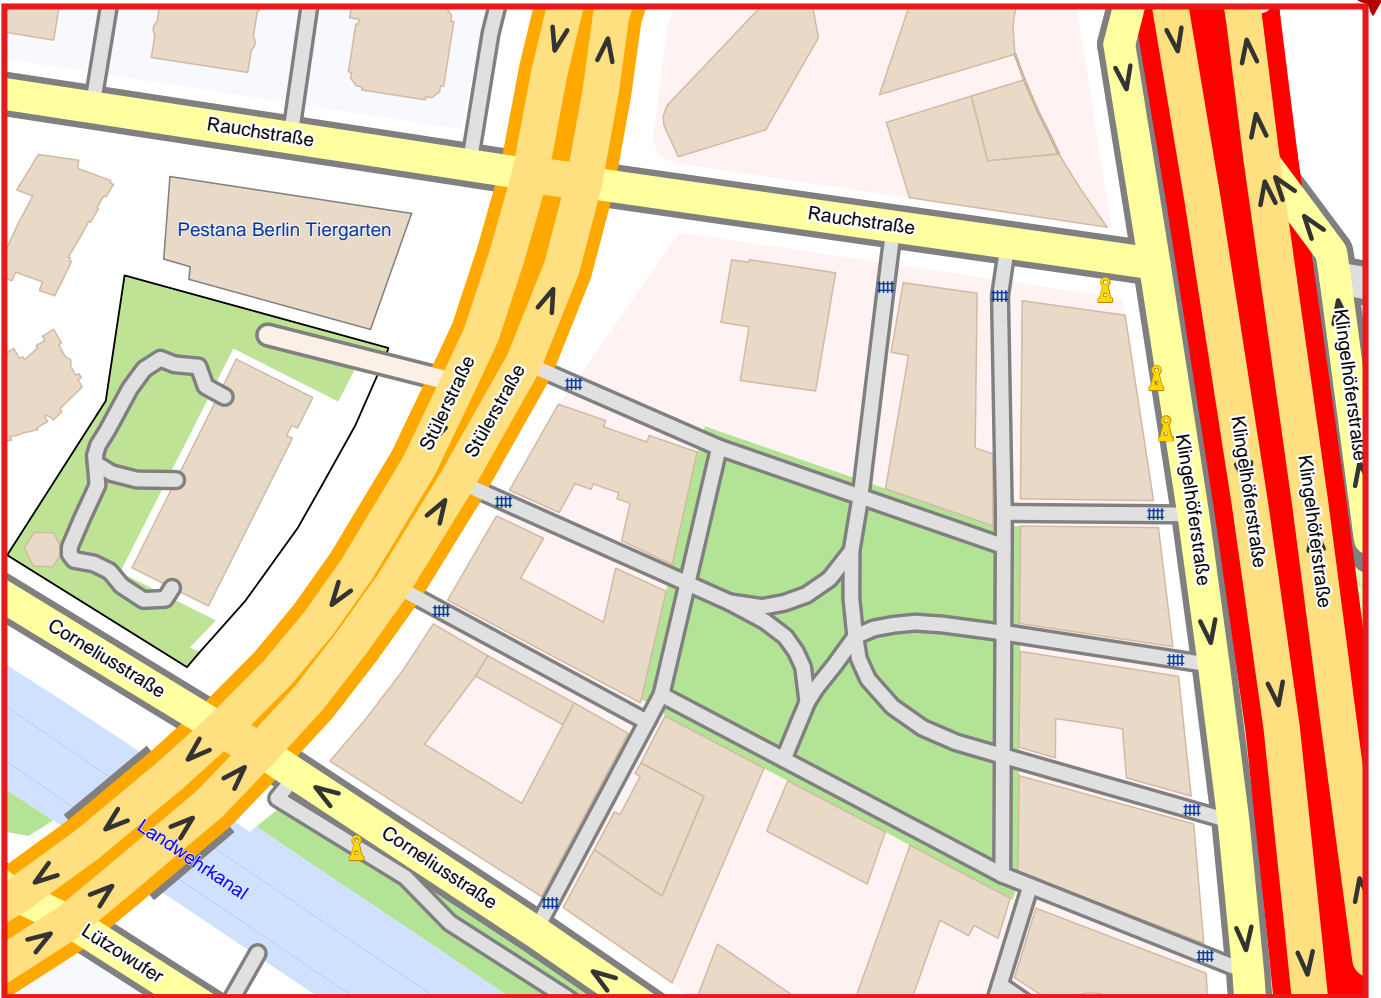 Rauchstraße
Rauchstraße
Pestana Berlin Tiergarten
Stülerstraße
Stülerstraße
Klingelhöferstraße
Klingelhöferstraße
Klingelhöferstraße
Klingelhöferstraße
Corneliusstraße
Corneliusstraße
Landwehrkanal
Lützowufer